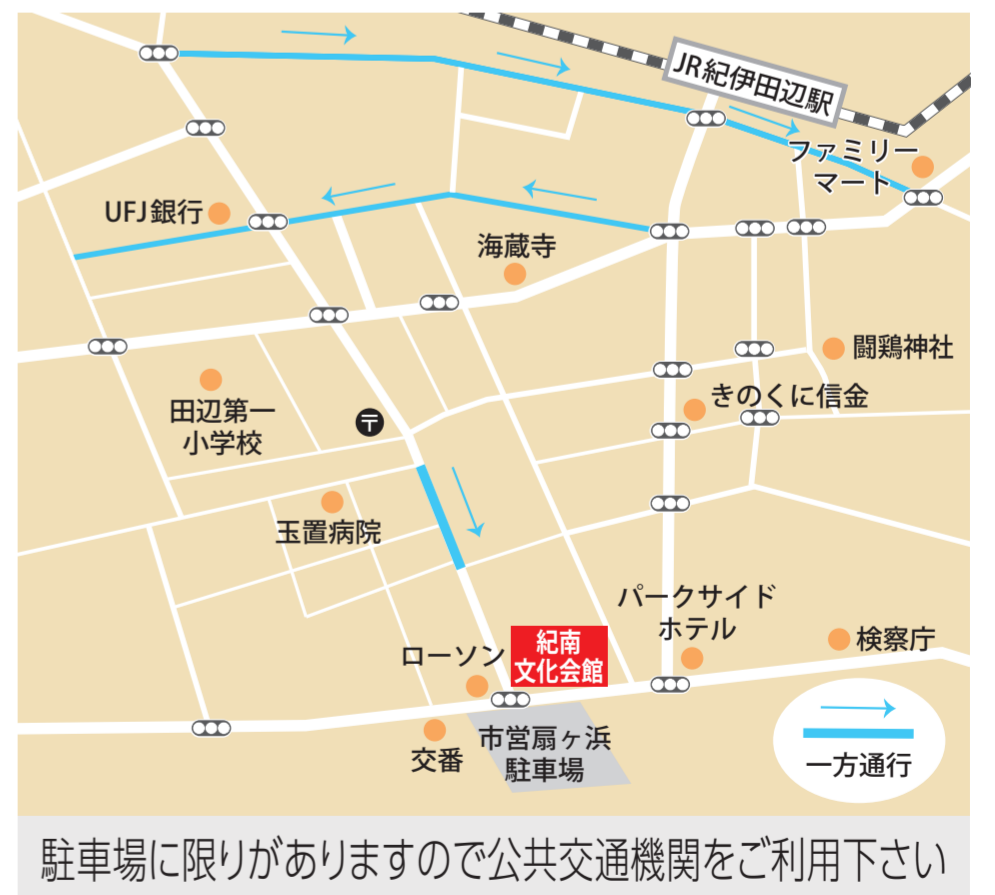 JR紀伊田辺駅
ファミリー
マート
UFJ銀行
海蔵寺
闘鶏神社
きのくに信金
田辺第一
小学校
〒
玉置病院
パークサイド
ホテル
検察庁
紀南
文化会館
ローソン
交番
市営扇ヶ浜
駐車場
一方通行
駐車場に限りがありますので公共交通機関をご利用下さい